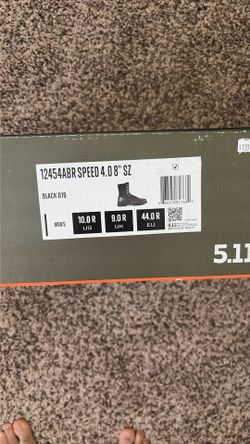 12454ABR SPEED 4.0 8" SZ
BLACK 019
MEN'S
10.0 R US
9.0 R UK
44.0 R EU
5.11